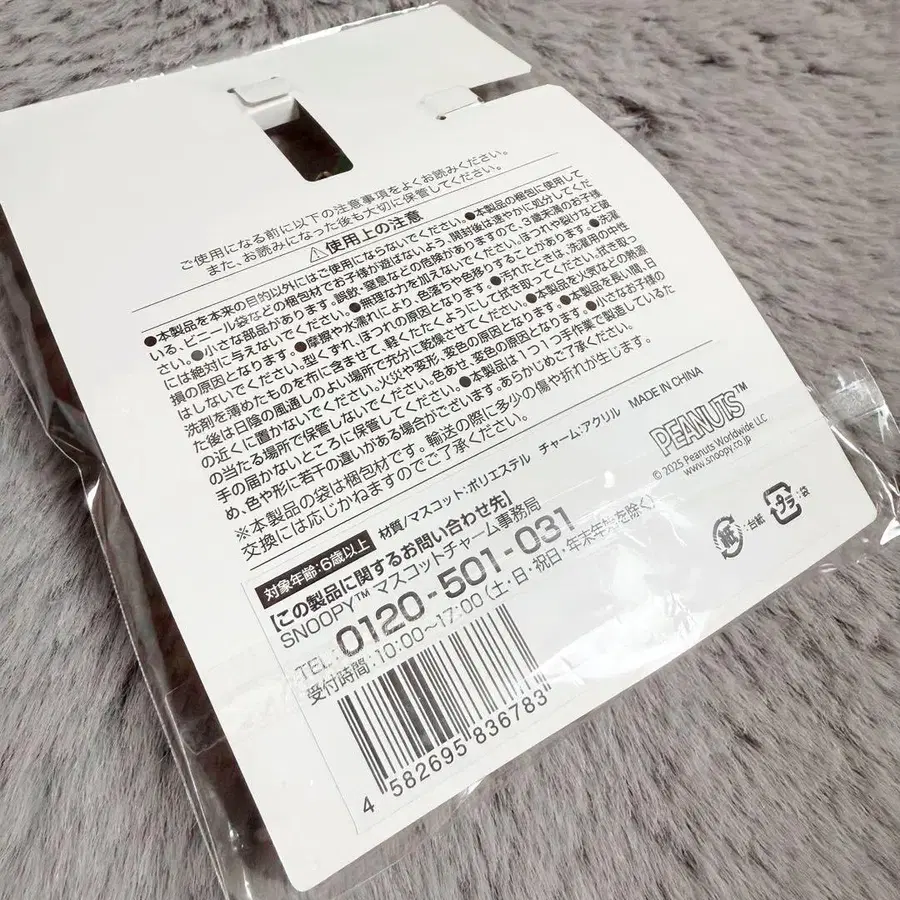 ご使用になる前に以下の注意事項をよくお読みください。
また、お読みになった後も大切に保管してください。
⚠使用上の注意
●本製品を本来の目的以外にはご使用にならないでください。●本製品の梱包に使用して
いる、ビニール袋などの梱包材でお子様が遊ばないよう、開封後は速やかに処分してくだ
さい。●小さな部品があります。誤飲・窒息などの危険がありますので、3歳未満のお子様
には絶対に与えないでください。●無理な力を加えないでください。ほつれや裂けなど破
損の原因となります。●摩擦や水濡れにより、色落ちや色移りすることがあります。●洗濯
はしないでください。型くずれ、ほつれの原因となります。●汚れたときは、洗濯用の中性
洗剤を薄めたものを布に含ませて、軽くたたくようにして拭き取ってください。拭き取っ
た後は日陰の風通しのよい場所で充分に乾燥させてください。●本製品を火気などの熱源
の近くに置かないでください。火災や変形、変色の原因となります。●本製品を長い間、日
の当たる場所で保管しないでください。色あせ、変色の原因となります。●小さなお子様の
手の届かないところに保管してください。●本製品は1つ1つ手作業で製造しているた
め、色や形に若干の違いがある場合がございます。あらかじめご了承ください。
※本製品の袋は梱包材です。輸送の際に多少の傷や折れが生じます。
交換には応じかねますのでご了承ください。
対象年齢:6歳以上 材質/マスコット:ポリエステル チャーム:アクリル MADE IN CHINA
【この製品に関するお問い合わせ先】
SNOOPY™ マスコットチャーム事務局
TEL:0120-501-031
受付時間:10:00~17:00(土・日・祝日・年末年始を除く)
PEANUTS™
© 2025 Peanuts Worldwide LLC
www.snoopy.co.jp
紙:台紙 プラ:袋
4 582695 836783